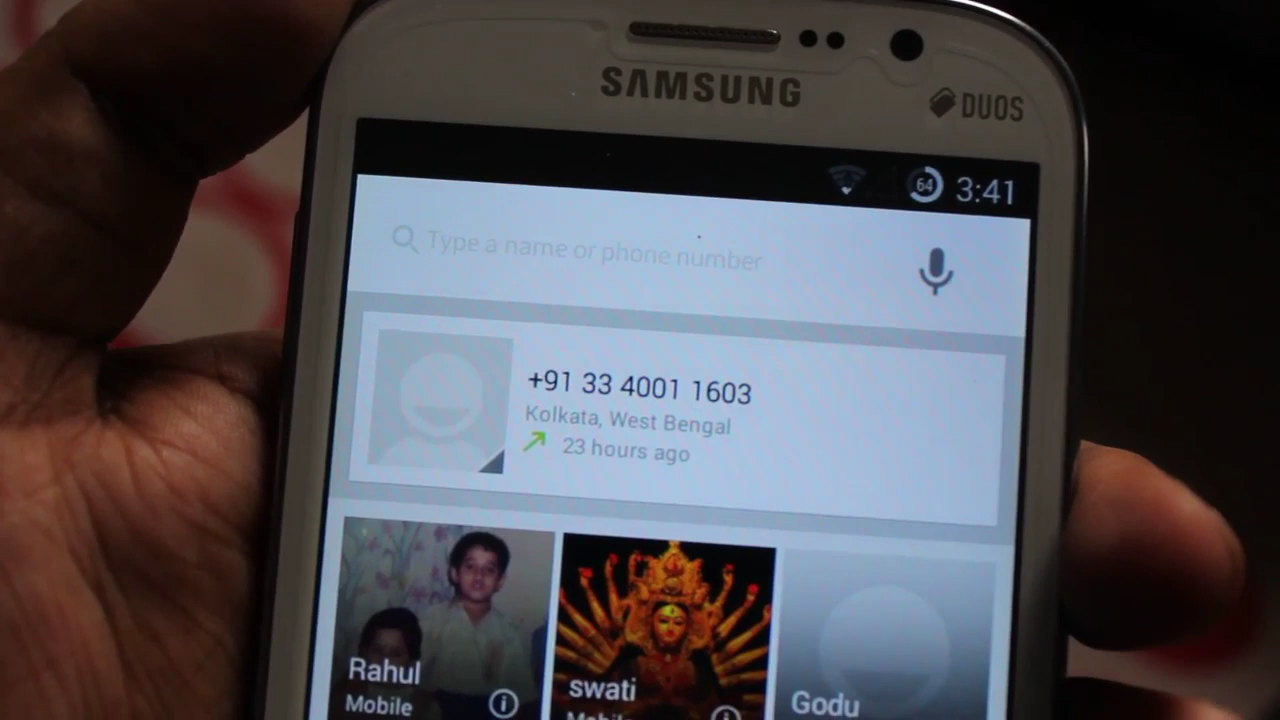 SAMSUNG
DUOS
64 3:41
Type a name or phone number
+91 33 4001 1603
Kolkata, West Bengal
23 hours ago
Rahul
Mobile
swati
Mobile
Godu